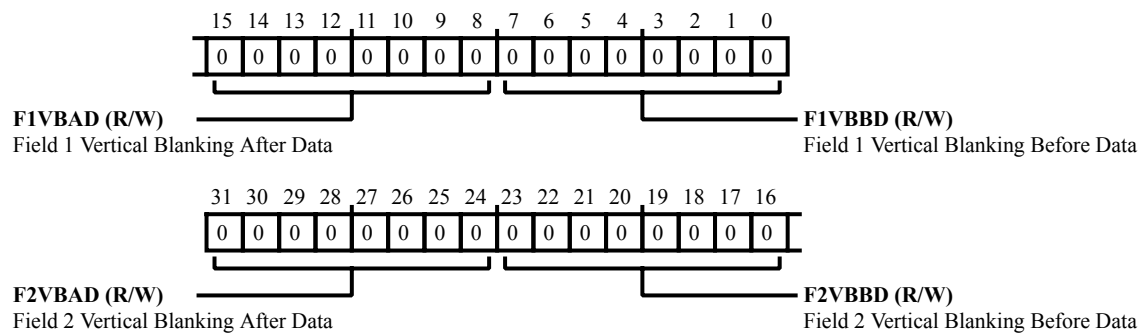 15 14 13 12 11 10 9 8 7 6 5 4 3 2 1 0
0 0 0 0 0 0 0 0 0 0 0 0 0 0 0 0
F1VBAD (R/W) F1VBBD (R/W)
Field 1 Vertical Blanking After Data Field 1 Vertical Blanking Before Data
31 30 29 28 27 26 25 24 23 22 21 20 19 18 17 16
0 0 0 0 0 0 0 0 0 0 0 0 0 0 0 0
F2VBAD (R/W) F2VBBD (R/W)
Field 2 Vertical Blanking After Data Field 2 Vertical Blanking Before Data